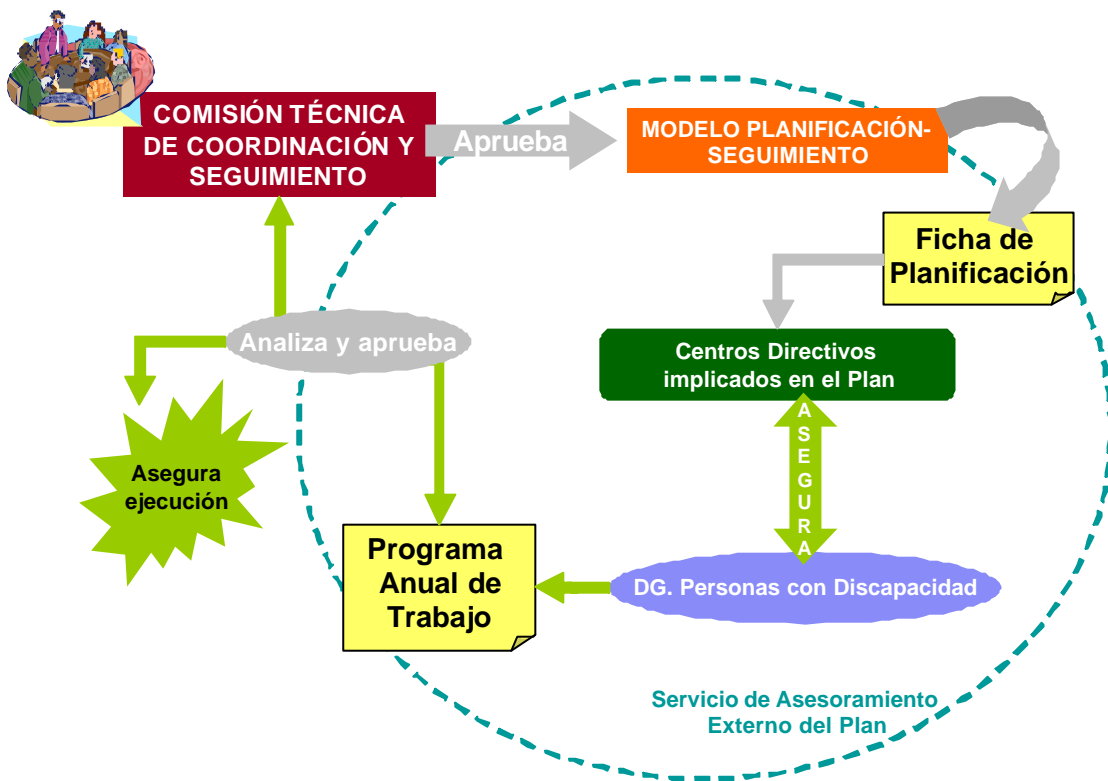 COMISIÓN TÉCNICA
DE COORDINACIÓN Y
SEGUIMIENTO
Aprueba
MODELO PLANIFICACIÓN-
SEGUIMIENTO
Ficha de
Planificación
Analiza y aprueba
Centros Directivos
implicados en el Plan
ASEGURA
Asegura
ejecución
Programa
Anual de
Trabajo
DG. Personas con Discapacidad
Servicio de Asesoramiento
Externo del Plan